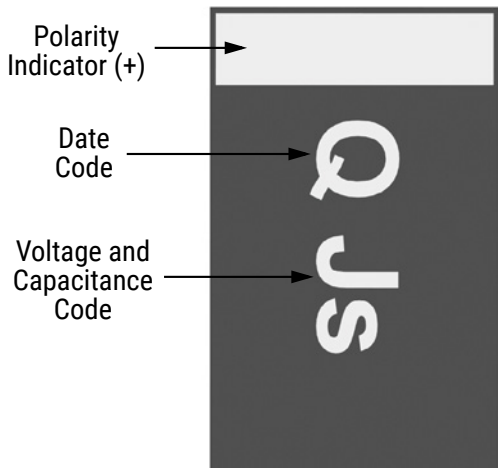 Polarity
Indicator (+)
Date
Code
Voltage and
Capacitance
Code
Q Js